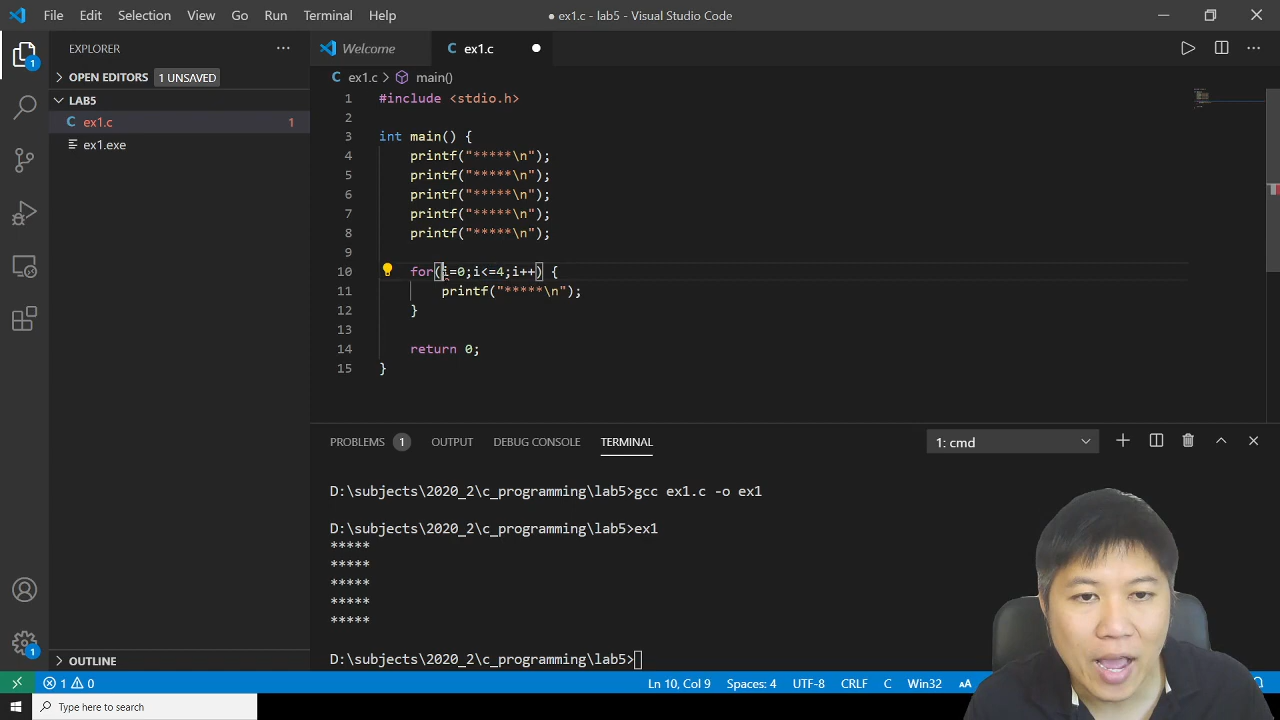 File Edit Selection View Go Run Terminal Help ● ex1.c - lab5 - Visual Studio Code
EXPLORER
Welcome
C ex1.c
1
OPEN EDITORS 1 UNSAVED
C ex1.c > main()
LAB5
C ex1.c 1
ex1.exe
1 #include <stdio.h>
2
3 int main() {
4 printf("*****\n");
5 printf("*****\n");
6 printf("*****\n");
7 printf("*****\n");
8 printf("*****\n");
9
10 for(i=0;i<=4;i++) {
11 printf("*****\n");
12 }
13
14 return 0;
15 }
PROBLEMS 1 OUTPUT DEBUG CONSOLE TERMINAL 1: cmd
D:\subjects\2020_2\c_programming\lab5>gcc ex1.c -o ex1
D:\subjects\2020_2\c_programming\lab5>ex1
*****
*****
*****
*****
*****
D:\subjects\2020_2\c_programming\lab5>
1
OUTLINE
1 0 Ln 10, Col 9 Spaces: 4 UTF-8 CRLF C Win32
Type here to search